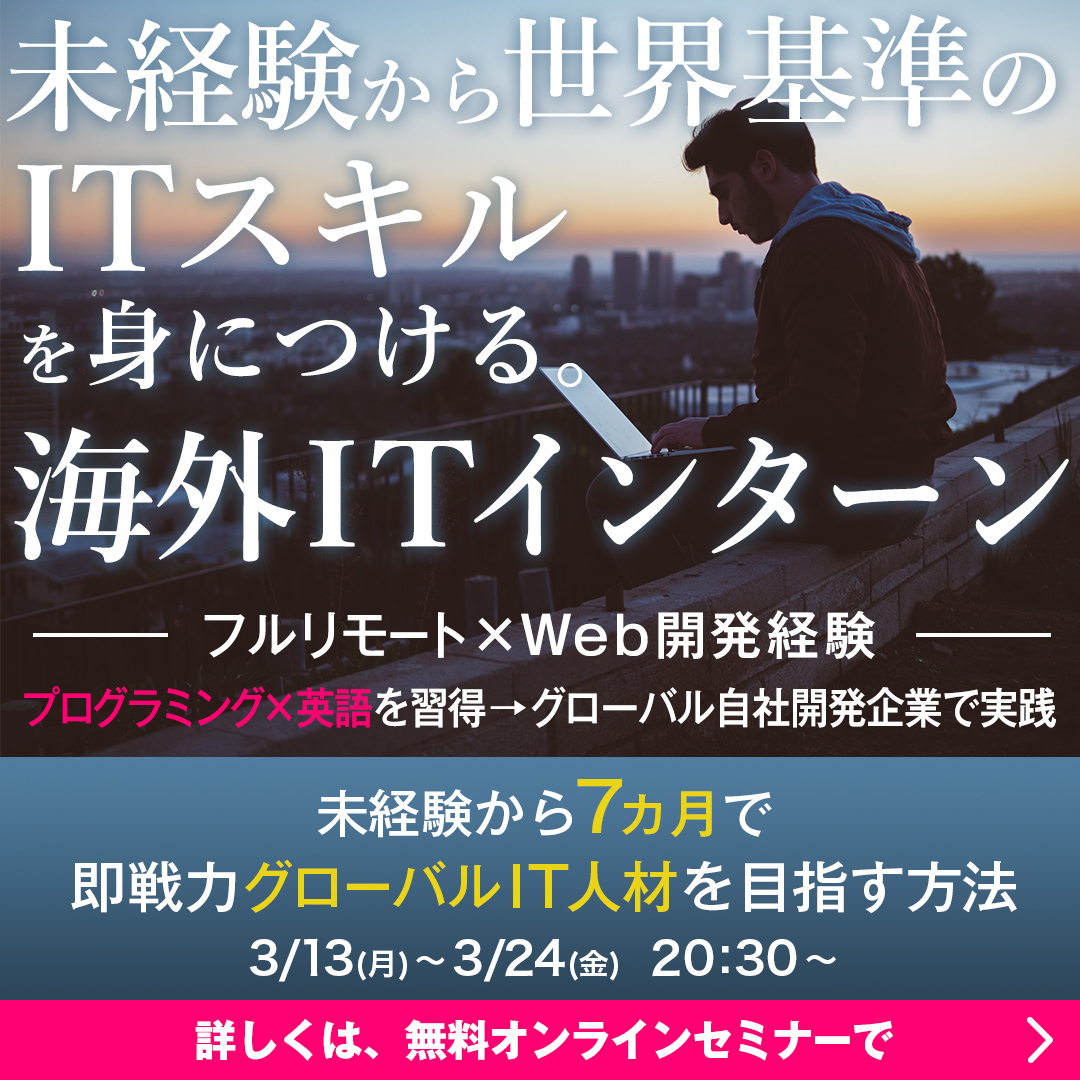 未経験から世界基準の
ITスキル
を身につける。
海外ITインターン
フルリモート×Web開発経験
プログラミング×英語を習得→グローバル自社開発企業で実践
未経験から7ヵ月で
即戦力グローバルIT人材を目指す方法
3/13(月)～3/24(金) 20:30～
詳しくは、無料オンラインセミナーで